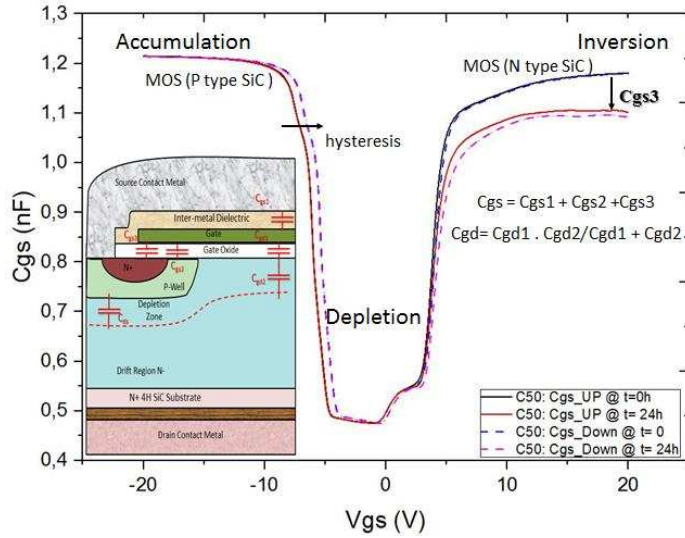 Accumulation
Inversion
MOS (P type SiC )
MOS (N type SiC )
Cgs3
hysteresis
Cgs = Cgs1 + Cgs2 +Cgs3
Cgd= Cgd1 . Cgd2/Cgd1 + Cgd2.
Depletion
Source Contact Metal
Inter-metal Dielectric
Gate
Gate Oxide
N+
P-Well
Depletion
Zone
Drift Region N-
N+ 4H SiC Substrate
Drain Contact Metal
C50: Cgs_UP @ t=0h
C50: Cgs_UP @ t= 24h
C50: Cgs_Down @ t= 0
C50: Cgs_Down @ t= 24h
Cgs (nF)
1,3
1,2
1,1
1,0
0,9
0,8
0,7
0,6
0,5
0,4
-20
-10
0
10
20
Vgs (V)